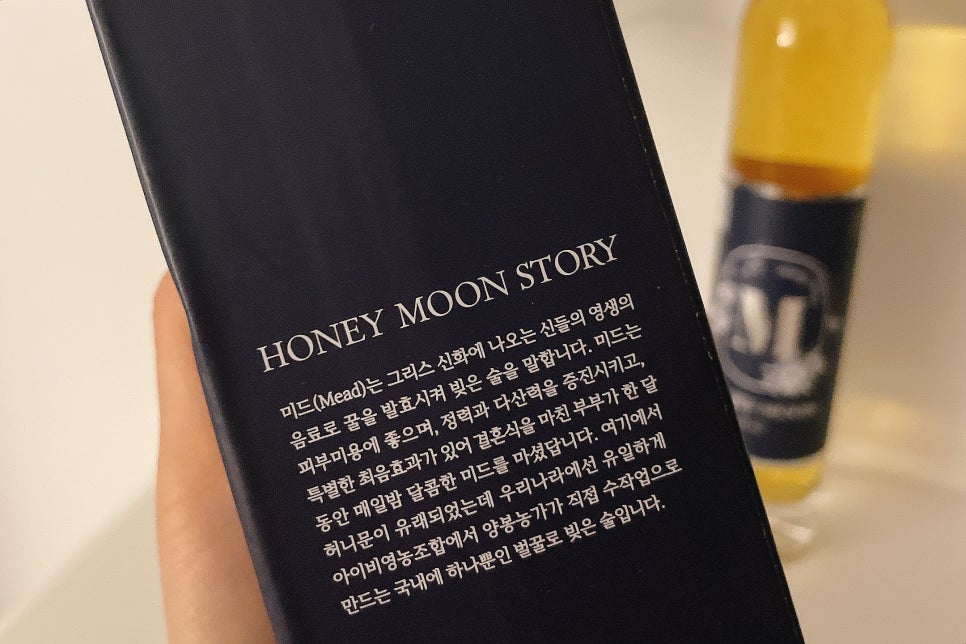 HONEY MOON STORY
미드(Mead)는 그리스 신화에 나오는 신들의 영생의
음료로 꿀을 발효시켜 빚은 술을 말합니다. 미드는
피부미용에 좋으며, 정력과 다산력을 증진시키고,
특별한 최음효과가 있어 결혼식을 마친 부부가 한 달
동안 매일밤 달콤한 미드를 마셨답니다. 여기에서
허니문이 유래되었는데 우리나라에선 유일하게
아이비영농조합에서 양봉농가가 직접 수작업으로
만드는 국내에 하나뿐인 벌꿀로 빚은 술입니다.
M